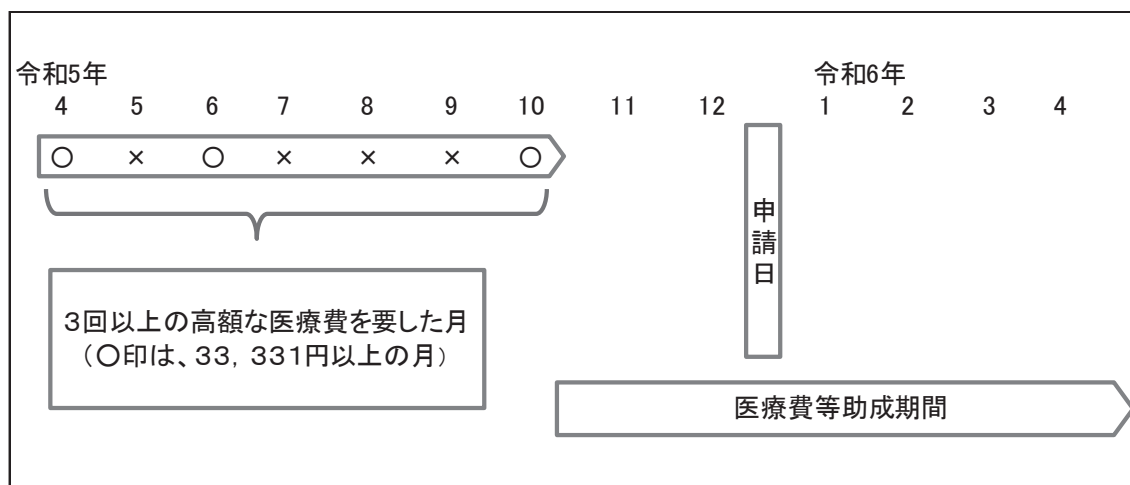 令和5年 令和6年
4 5 6 7 8 9 10 11 12 1 2 3 4
○ × ○ × × × ○
申請日
3回以上の高額な医療費を要した月
(○印は、33,331円以上の月)
医療費等助成期間